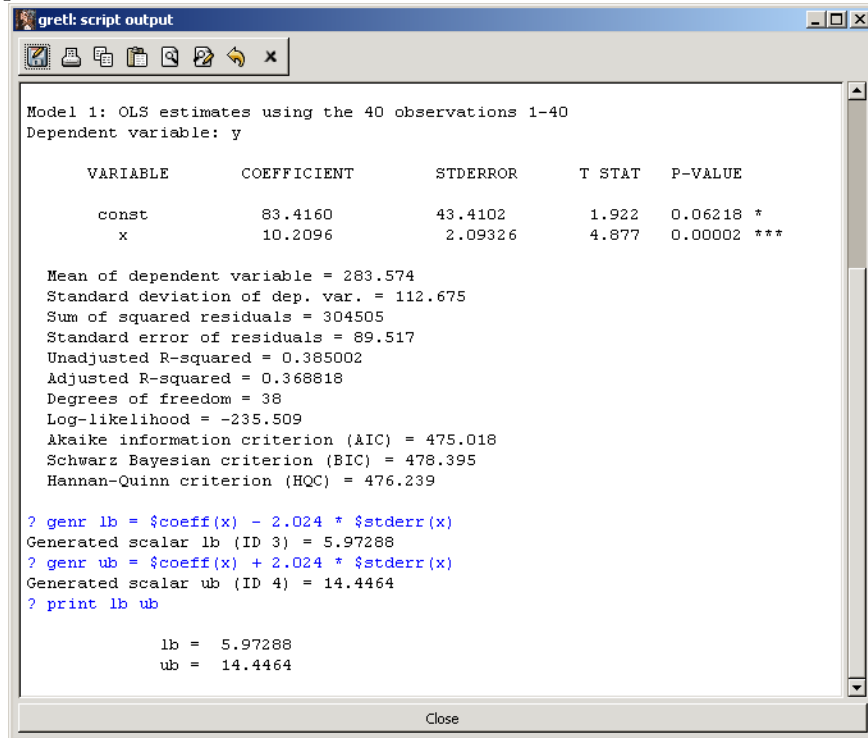 gretl: script output
Model 1: OLS estimates using the 40 observations 1-40
Dependent variable: y
VARIABLE COEFFICIENT STDERROR T STAT P-VALUE
const 83.4160 43.4102 1.922 0.06218 *
x 10.2096 2.09326 4.877 0.00002 ***
Mean of dependent variable = 283.574
Standard deviation of dep. var. = 112.675
Sum of squared residuals = 304505
Standard error of residuals = 89.517
Unadjusted R-squared = 0.385002
Adjusted R-squared = 0.368818
Degrees of freedom = 38
Log-likelihood = -235.509
Akaike information criterion (AIC) = 475.018
Schwarz Bayesian criterion (BIC) = 478.395
Hannan-Quinn criterion (HQC) = 476.239
? genr lb = $coeff(x) - 2.024 * $stderr(x)
Generated scalar lb (ID 3) = 5.97288
? genr ub = $coeff(x) + 2.024 * $stderr(x)
Generated scalar ub (ID 4) = 14.4464
? print lb ub
lb = 5.97288
ub = 14.4464
Close